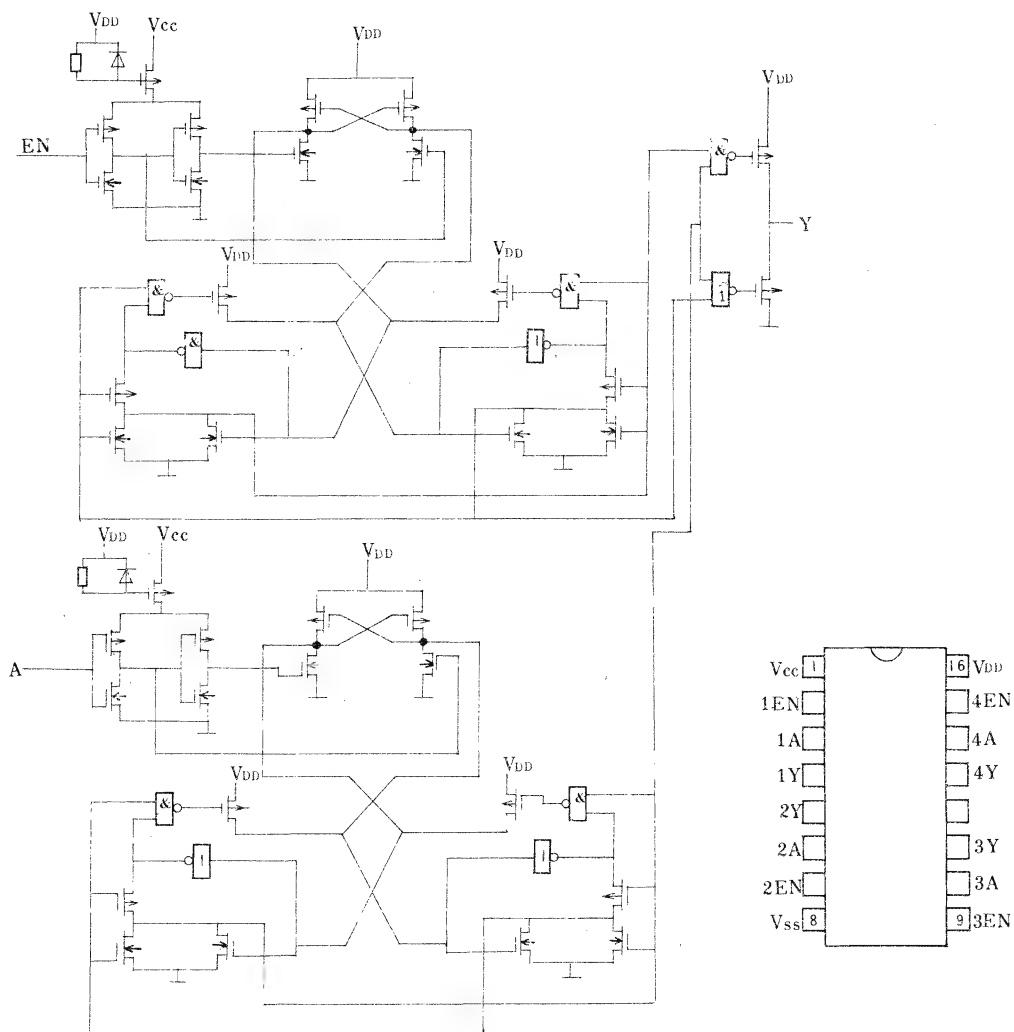 VDD
Vcc
VDD
EN
VDD
&
Y
1
VDD
VDD
&
&
&
1
VDD
Vcc
VDD
A
VDD
VDD
&
&
1
1
Vcc 1
16 VDD
1EN
4EN
1A
4A
1Y
4Y
2Y
2A
3Y
2EN
3A
Vss 8
9 3EN